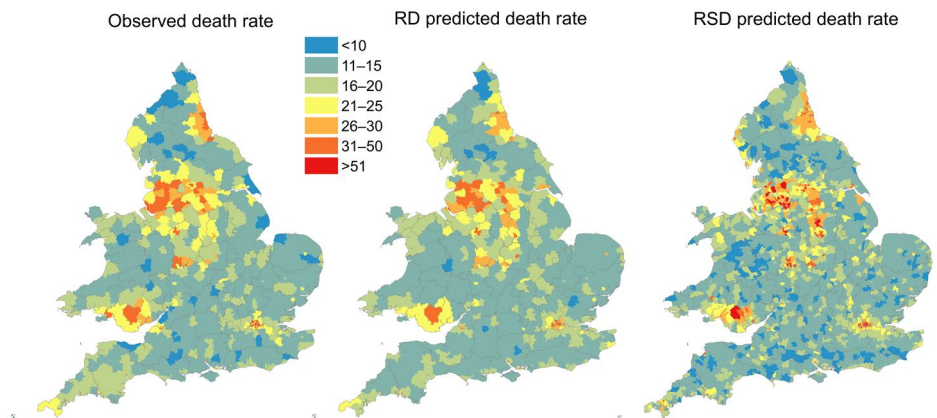 Observed death rate
RD predicted death rate
RSD predicted death rate
<10
11–15
16–20
21–25
26–30
31–50
>51